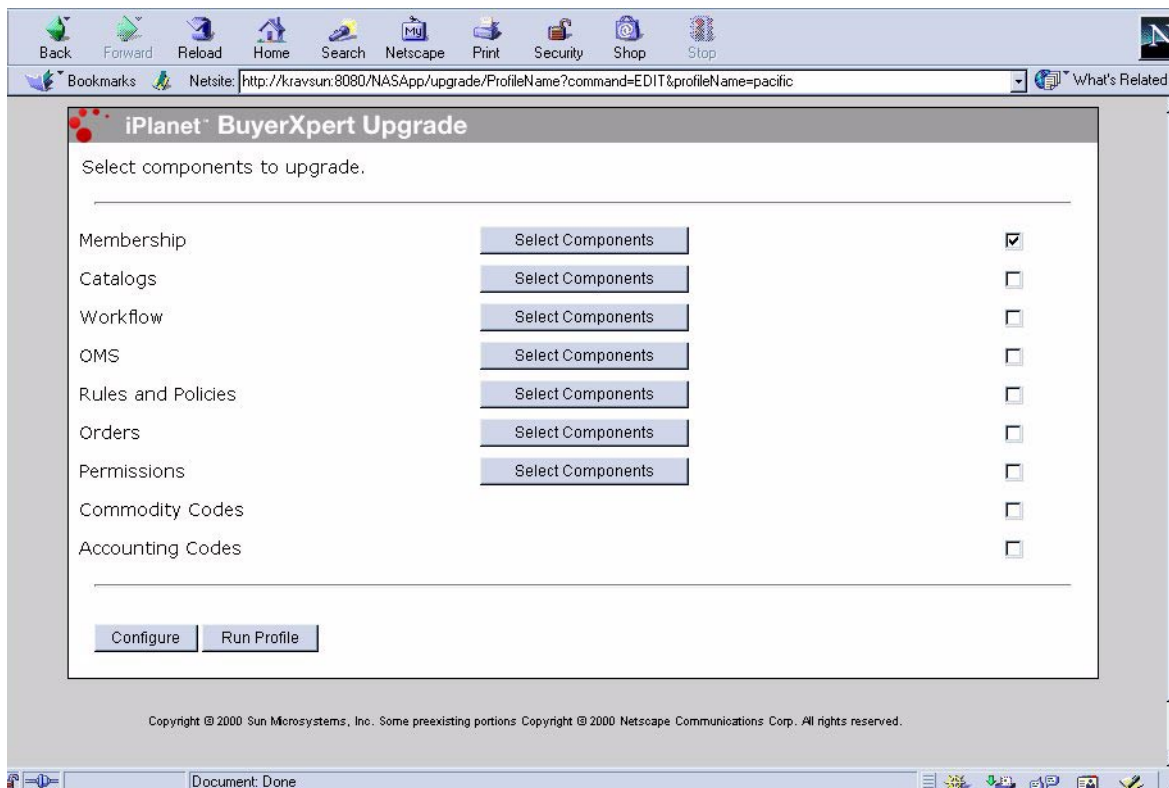 Back Forward Reload Home Search Netscape Print Security Shop Stop
My
N
Bookmarks Netsite: http://kravsun:8080/NASApp/upgrade/ProfileName?command=EDIT&profileName=pacific What's Related
iPlanet™ BuyerXpert Upgrade
Select components to upgrade.
Membership Select Components
Catalogs Select Components
Workflow Select Components
OMS Select Components
Rules and Policies Select Components
Orders Select Components
Permissions Select Components
Commodity Codes
Accounting Codes
Configure Run Profile
Copyright © 2000 Sun Microsystems, Inc. Some preexisting portions Copyright © 2000 Netscape Communications Corp. All rights reserved.
Document: Done